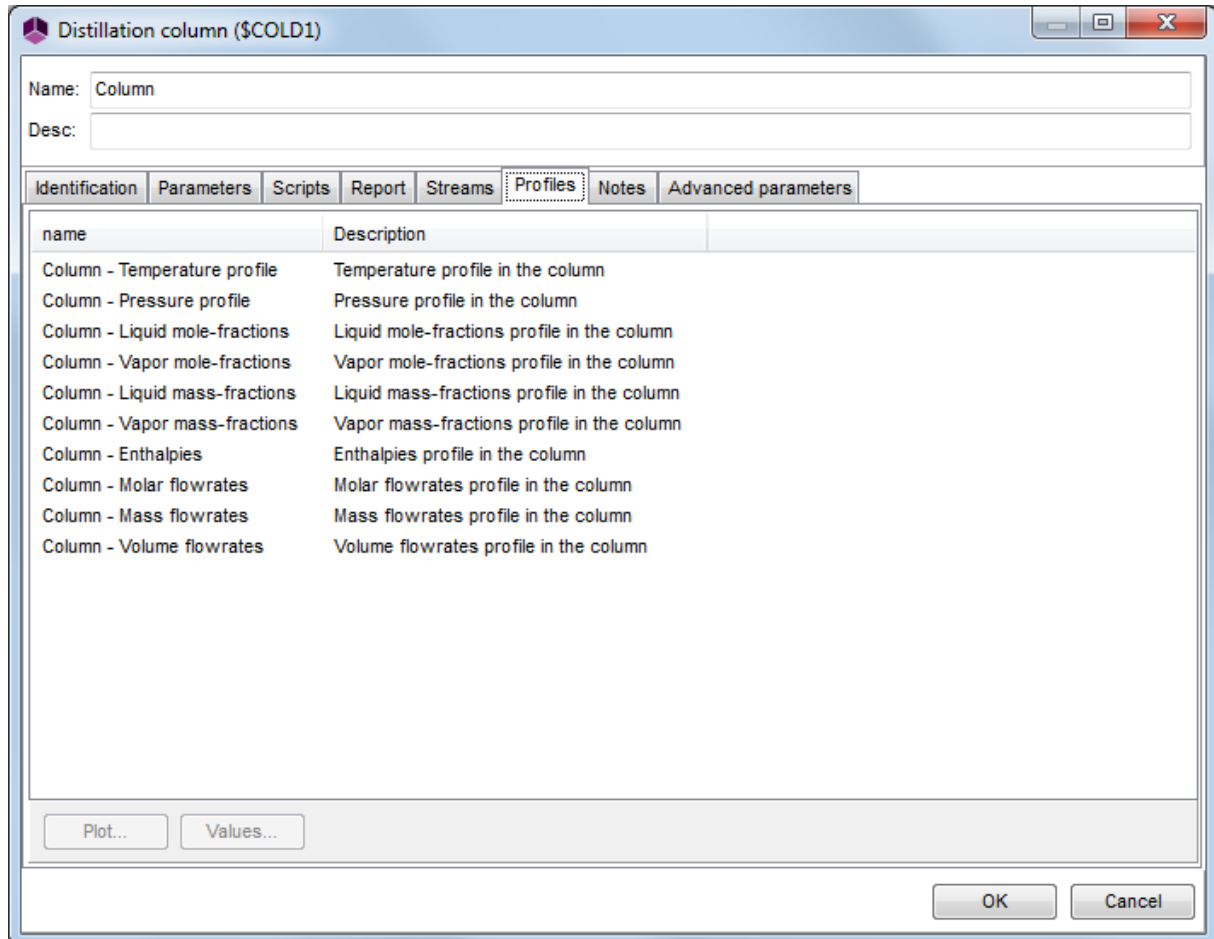 Distillation column ($COLD1)
Name: Column
Desc:
Identification Parameters Scripts Report Streams Profiles Notes Advanced parameters
name Description
Column - Temperature profile Temperature profile in the column
Column - Pressure profile Pressure profile in the column
Column - Liquid mole-fractions Liquid mole-fractions profile in the column
Column - Vapor mole-fractions Vapor mole-fractions profile in the column
Column - Liquid mass-fractions Liquid mass-fractions profile in the column
Column - Vapor mass-fractions Vapor mass-fractions profile in the column
Column - Enthalpies Enthalpies profile in the column
Column - Molar flowrates Molar flowrates profile in the column
Column - Mass flowrates Mass flowrates profile in the column
Column - Volume flowrates Volume flowrates profile in the column
Plot... Values...
OK Cancel